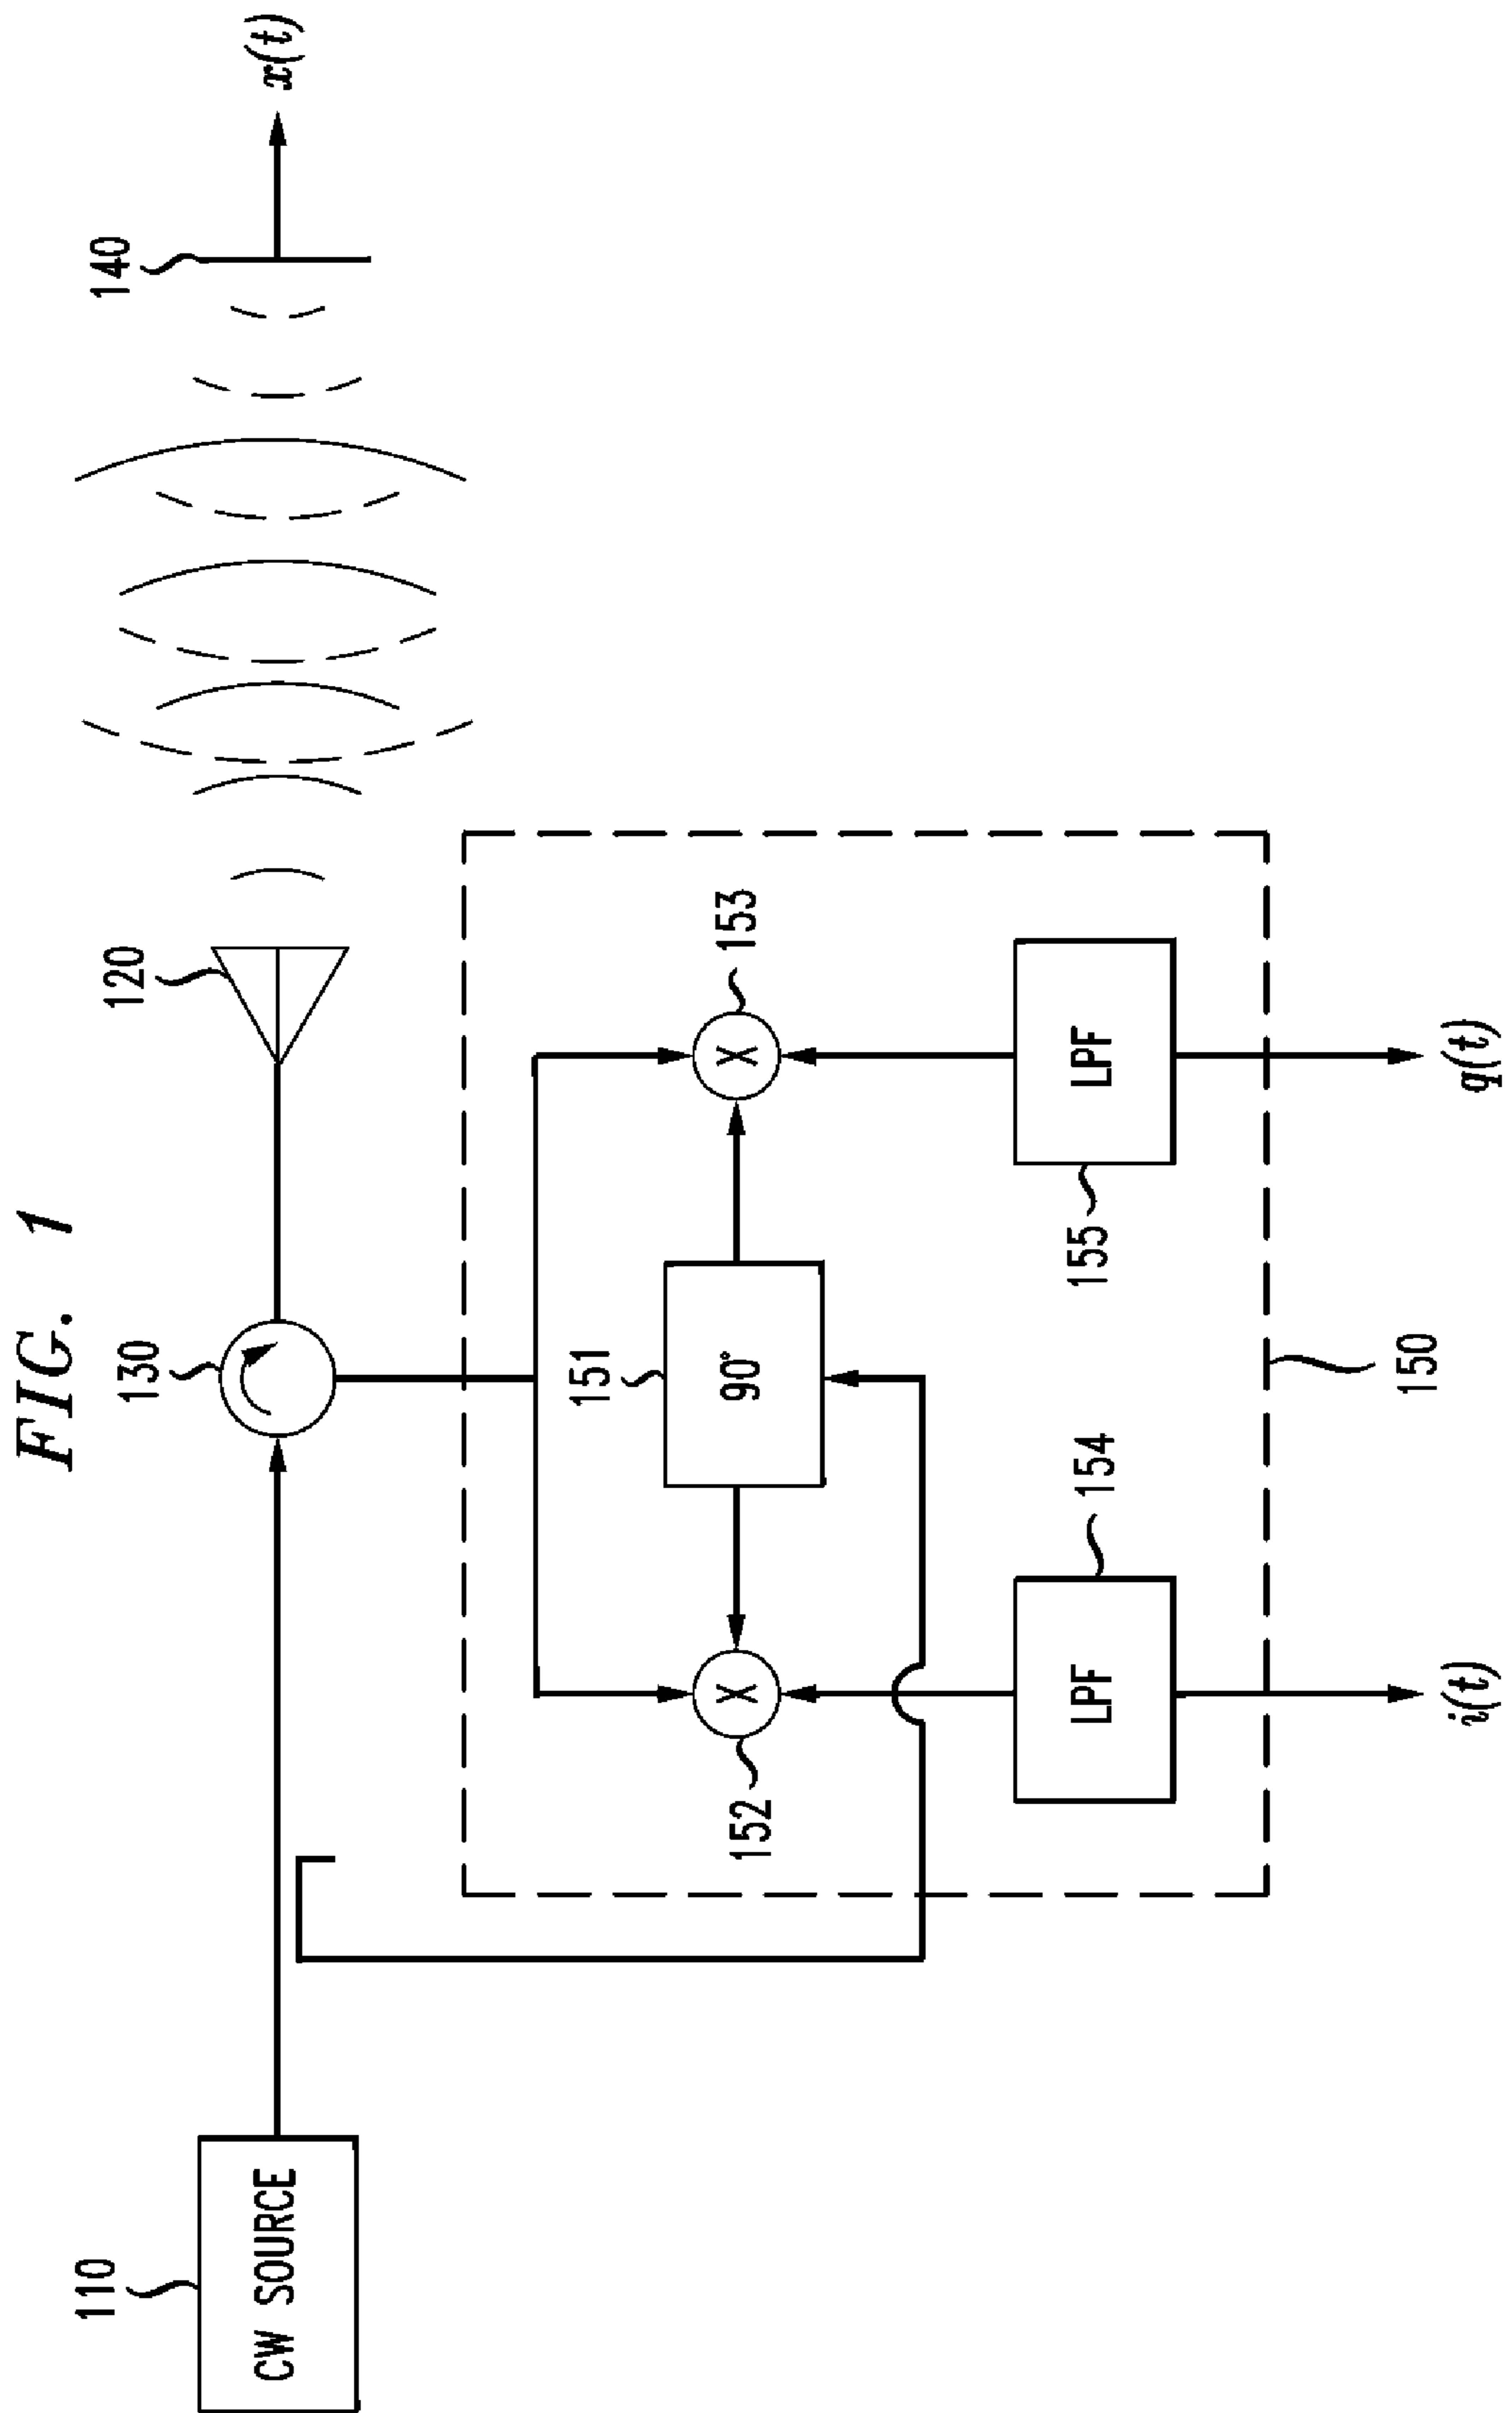 FIG. 1
110
CW SOURCE
130
120
140
x(t)
151
90°
152
X
153
X
154
LPF
155
LPF
150
i(t)
q(t)